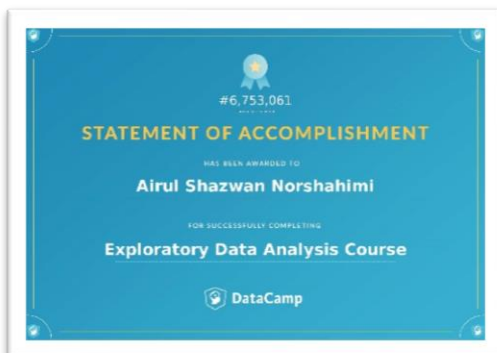 #6,753,061
STATEMENT OF ACCOMPLISHMENT
HAS BEEN AWARDED TO
Airul Shazwan Norshahimi
FOR SUCCESSFULLY COMPLETING
Exploratory Data Analysis Course
DataCamp